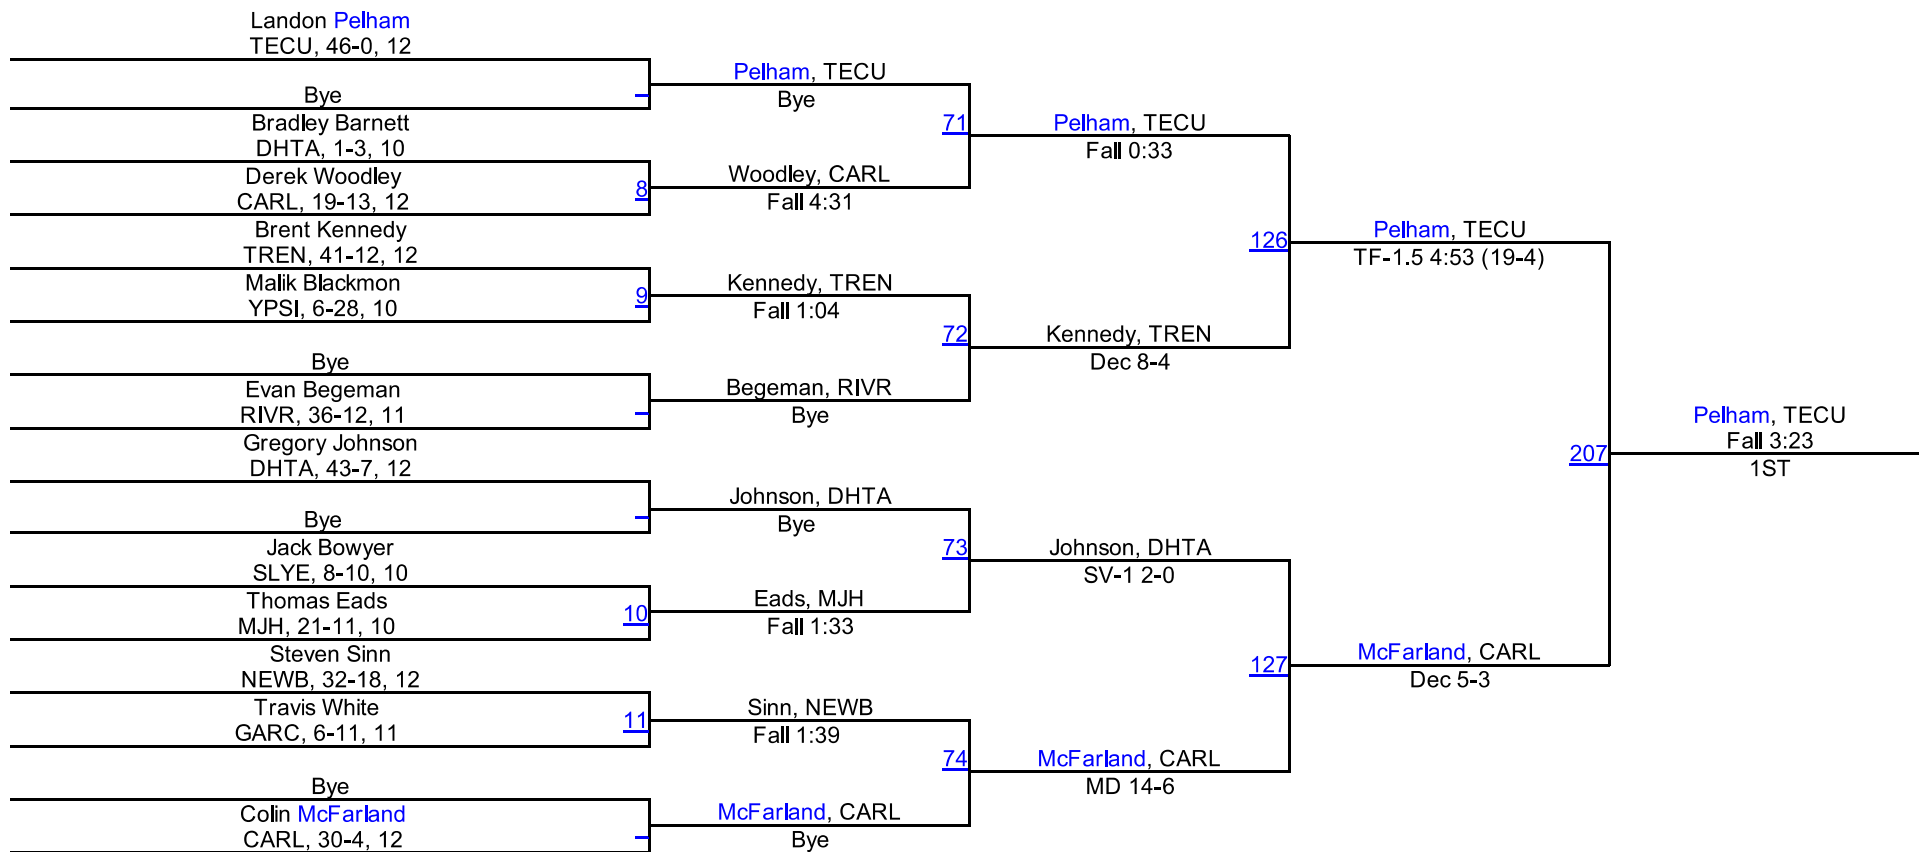 Landon Pelham
TECU, 46-0, 12
Bye
Bradley Barnett
DHTA, 1-3, 10
Derek Woodley
CARL, 19-13, 12
8
Brent Kennedy
TREN, 41-12, 12
Malik Blackmon
YPSI, 6-28, 10
9
Bye
Evan Begeman
RIVR, 36-12, 11
Gregory Johnson
DHTA, 43-7, 12
Bye
Jack Bowyer
SLYE, 8-10, 10
Thomas Eads
MJH, 21-11, 10
10
Steven Sinn
NEWB, 32-18, 12
Travis White
GARC, 6-11, 11
11
Bye
Colin McFarland
CARL, 30-4, 12
Pelham, TECU
Bye
71
Woodley, CARL
Fall 4:31
Kennedy, TREN
Fall 1:04
72
Begeman, RIVR
Bye
Johnson, DHTA
Bye
73
Eads, MJH
Fall 1:33
Sinn, NEWB
Fall 1:39
74
McFarland, CARL
Bye
Pelham, TECU
Fall 0:33
126
Kennedy, TREN
Dec 8-4
Johnson, DHTA
SV-1 2-0
127
McFarland, CARL
MD 14-6
Pelham, TECU
TF-1.5 4:53 (19-4)
207
McFarland, CARL
Dec 5-3
Pelham, TECU
Fall 3:23
1ST